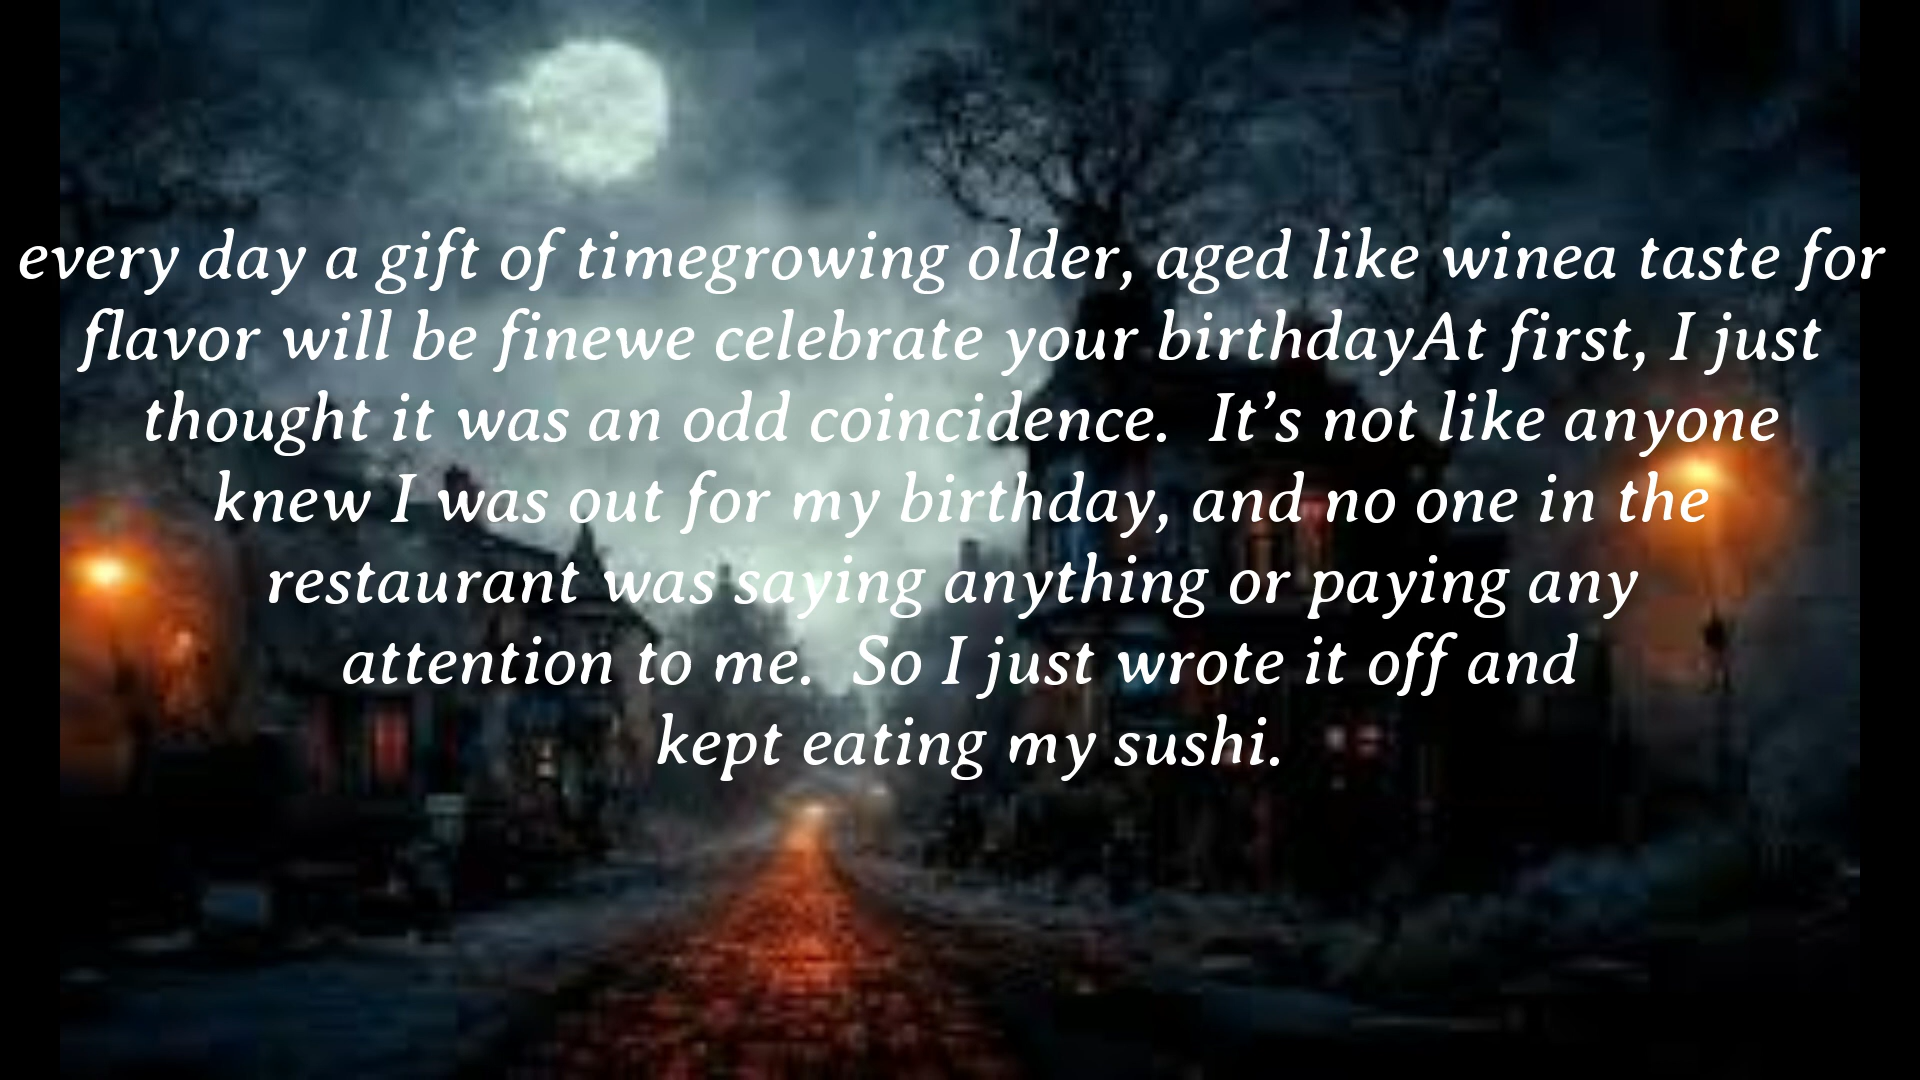 every day a gift of timegrowing older, aged like winea taste for
flavor will be finewe celebrate your birthdayAt first, I just
thought it was an odd coincidence.  It’s not like anyone
knew I was out for my birthday, and no one in the
restaurant was saying anything or paying any
attention to me.  So I just wrote it off and
kept eating my sushi.